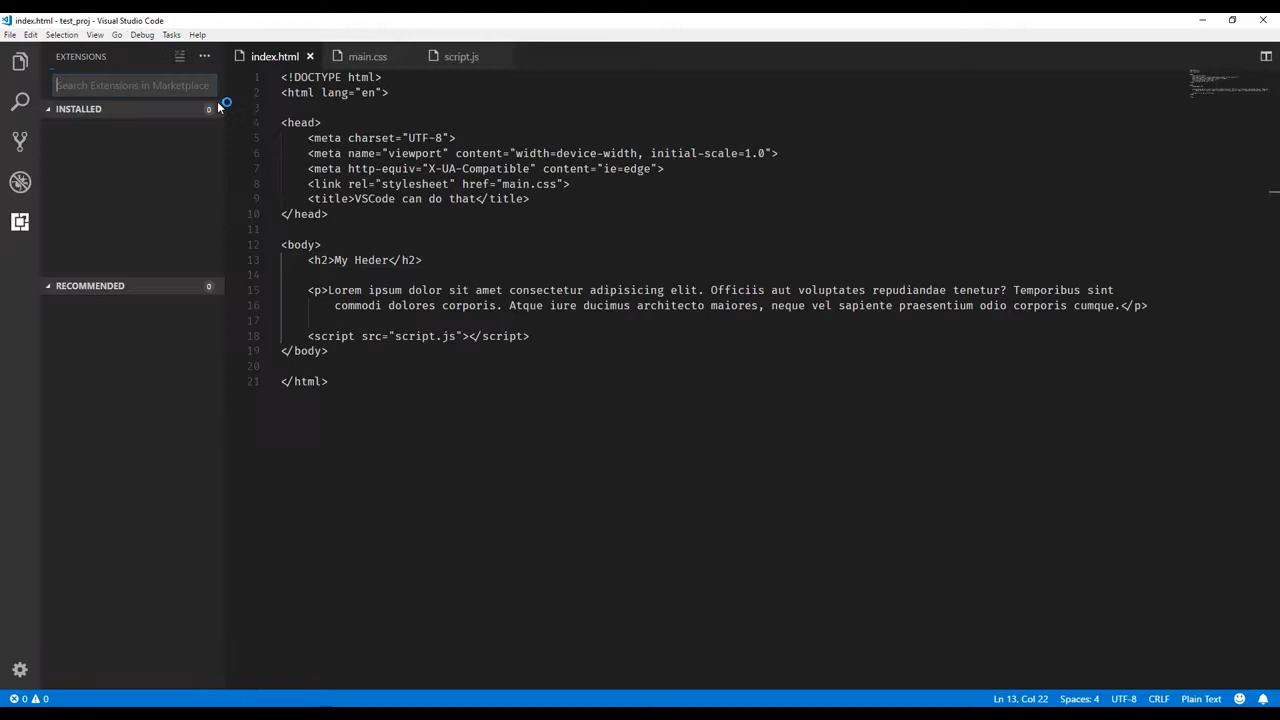 index.html - test_proj - Visual Studio Code
File Edit Selection View Go Debug Tasks Help
EXTENSIONS
Search Extensions in Marketplace
INSTALLED 0
RECOMMENDED 0
index.html main.css script.js
1 <!DOCTYPE html>
2 <html lang="en">
3
4 <head>
5 <meta charset="UTF-8">
6 <meta name="viewport" content="width=device-width, initial-scale=1.0">
7 <meta http-equiv="X-UA-Compatible" content="ie=edge">
8 <link rel="stylesheet" href="main.css">
9 <title>VSCode can do that</title>
10 </head>
11
12 <body>
13 <h2>My Heder</h2>
14
15 <p>Lorem ipsum dolor sit amet consectetur adipisicing elit. Officiis aut voluptates repudiandae tenetur? Temporibus sint
16 commodi dolores corporis. Atque iure ducimus architecto maiores, neque vel sapiente praesentium odio corporis cumque.</p>
17
18 <script src="script.js"></script>
19 </body>
20
21 </html>
0 0 Ln 13, Col 22 Spaces: 4 UTF-8 CRLF Plain Text